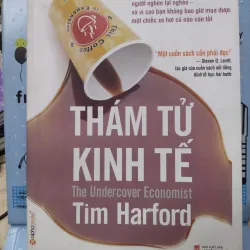 người nghèo lại nghèo -
và vì sao bạn không bao giờ mua được
một chiếc xe hơi cũ nào còn tốt
"Một cuốn sách cần phải đọc"
— Steven D. Levitt,
tác giả của cuốn sách nổi tiếng
Kinh tế học hài hước
Free Coffee
THÁM TỬ
KINH TẾ
The Undercover Economist
Tim Harford